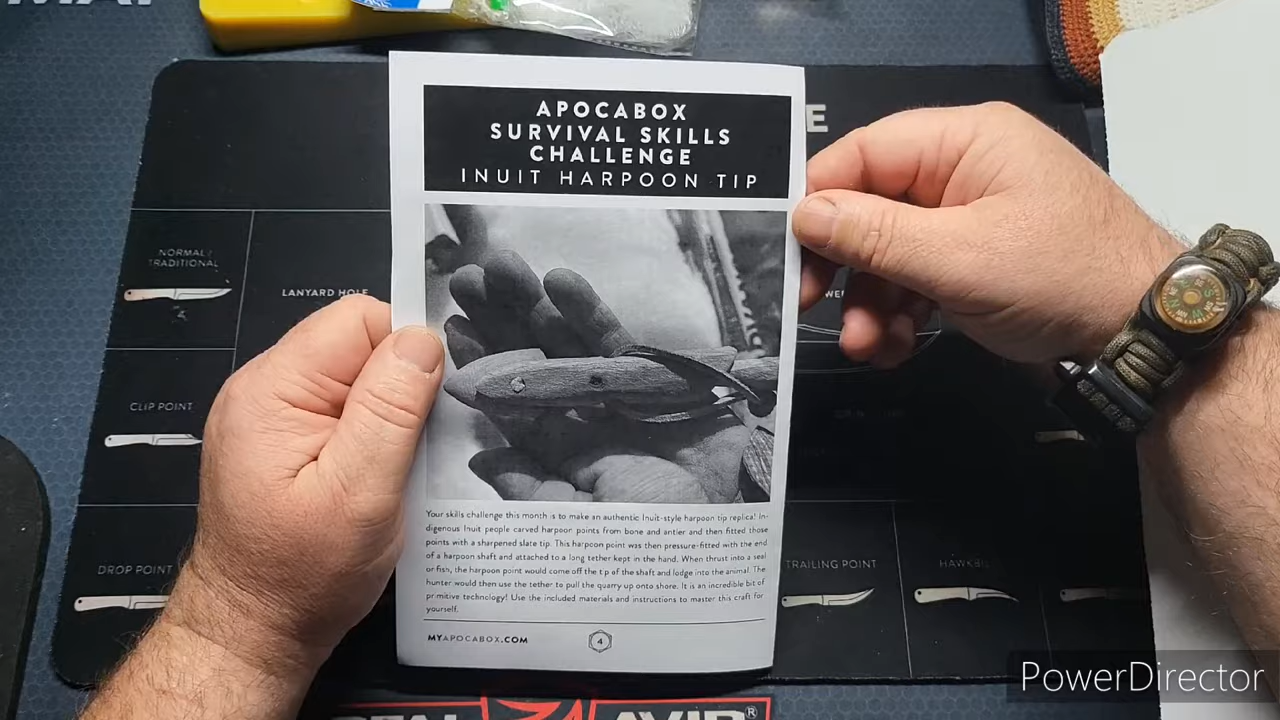 APOCABOX
SURVIVAL SKILLS
CHALLENGE
INUIT HARPOON TIP
NORMAL/
TRADITIONAL
LANYARD HOLE
CLIP POINT
DROP POINT
TRAILING POINT
Your skills challenge this month is to make an authentic Inuit-style harpoon tip replica! In-
digenous Inuit people carved harpoon points from bone and antler and then fitted those
points with a sharpened slate tip. This harpoon point was then pressure-fitted with the end
of a harpoon shaft and attached to a long tether kept in the hand. When thrust into a seal
or fish, the harpoon point would come off the tip of the shaft and lodge into the animal. The
hunter would then use the tether to pull the quarry up onto shore. It is an incredible bit of
primitive technology! Use the included materials and instructions to master this craft for
yourself.
MYAPOCABOX.COM
4
AVID®
PowerDirector